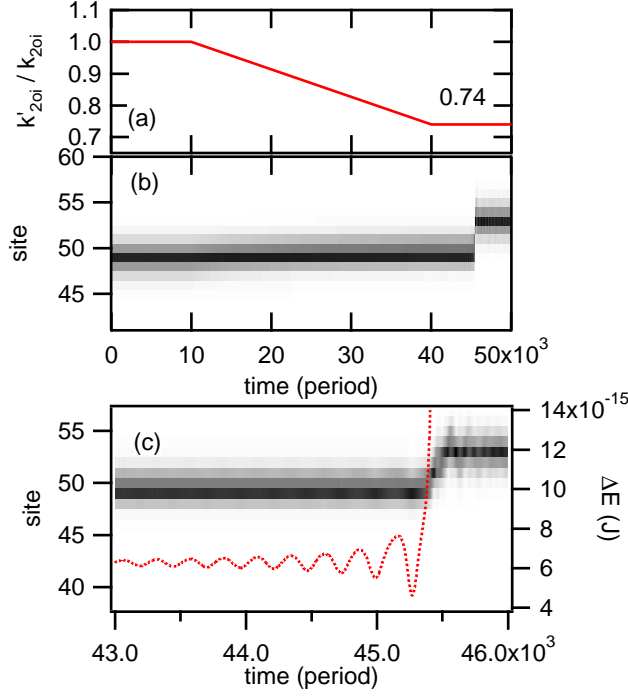 1.1
1.0
0.9
0.8
0.7
k'2oi / k2oi
(a)
0.74
60
55
50
45
site
(b)
0 10 20 30 40 50x10³
time (period)
(c)
55
50
45
40
site
14x10⁻¹⁵
12
10
8
6
4
ΔE (J)
43.0 44.0 45.0 46.0x10³
time (period)